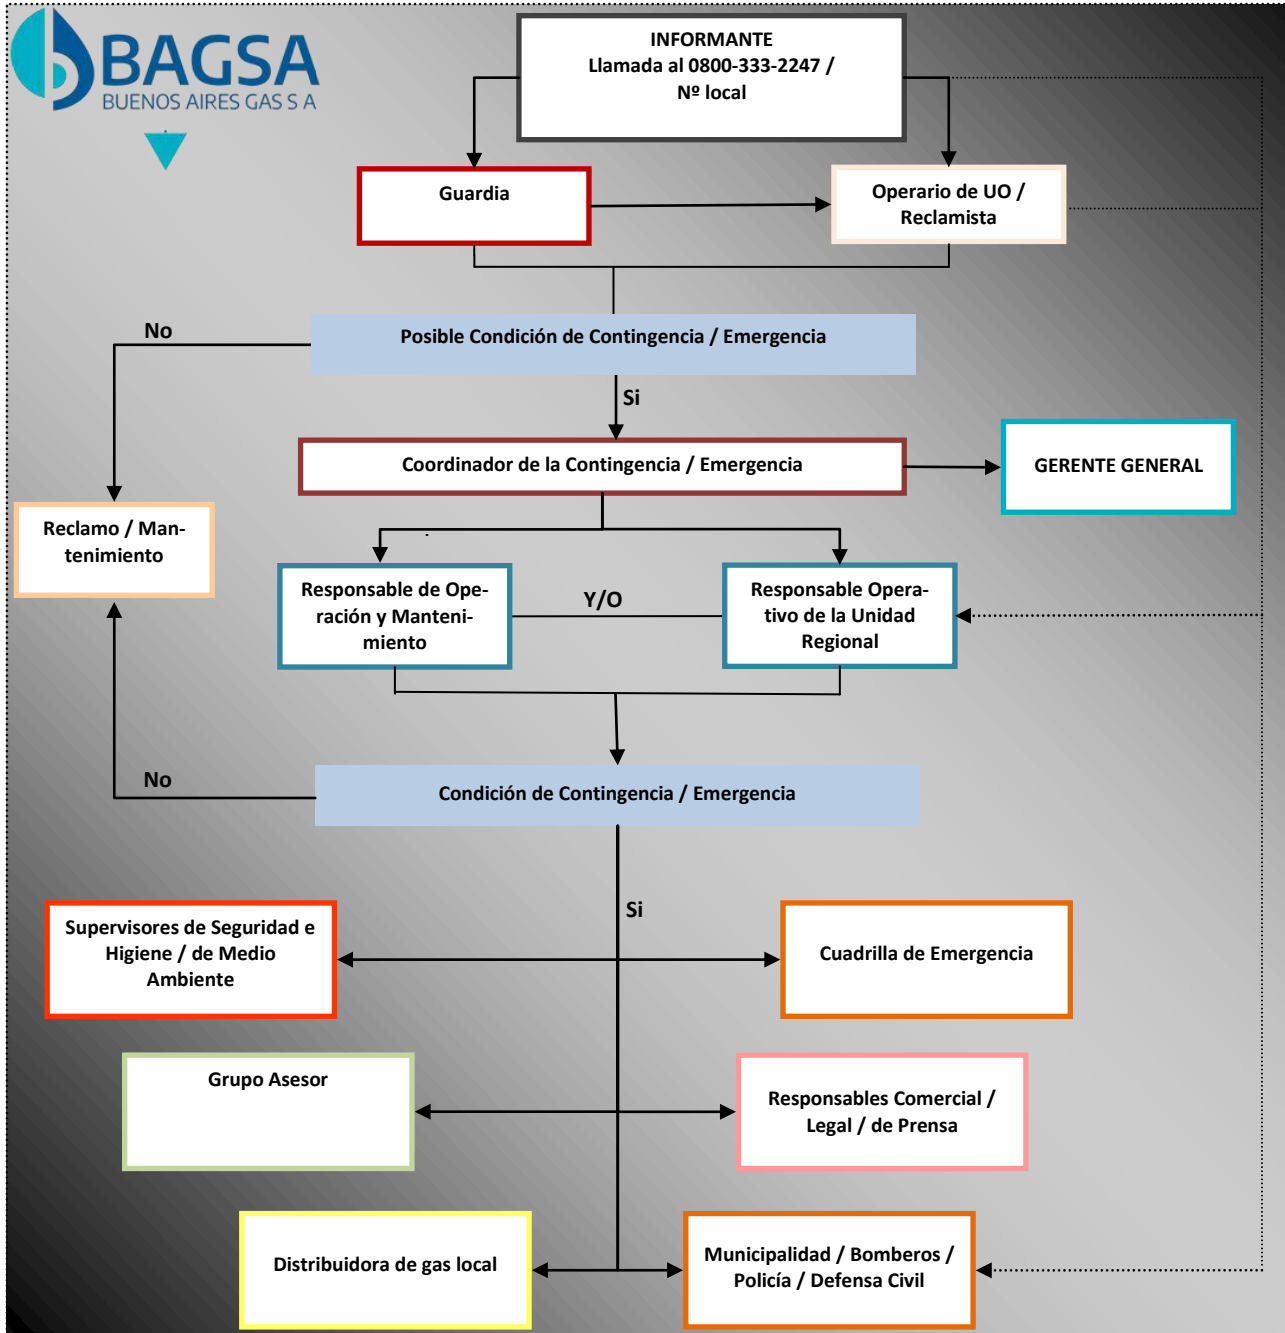 BAGSA
BUENOS AIRES GAS S A
INFORMANTE
Llamada al 0800-333-2247 /
Nº local
Guardia
Operario de UO /
Reclamista
No
Posible Condición de Contingencia / Emergencia
Si
Coordinador de la Contingencia / Emergencia
GERENTE GENERAL
Reclamo / Man-
tenimiento
Responsable de Ope-
ración y Manteni-
miento
Y/O
Responsable Opera-
tivo de la Unidad
Regional
No
Condición de Contingencia / Emergencia
Si
Supervisores de Seguridad e
Higiene / de Medio
Ambiente
Cuadrilla de Emergencia
Grupo Asesor
Responsables Comercial /
Legal / de Prensa
Distribuidora de gas local
Municipalidad / Bomberos /
Policía / Defensa Civil